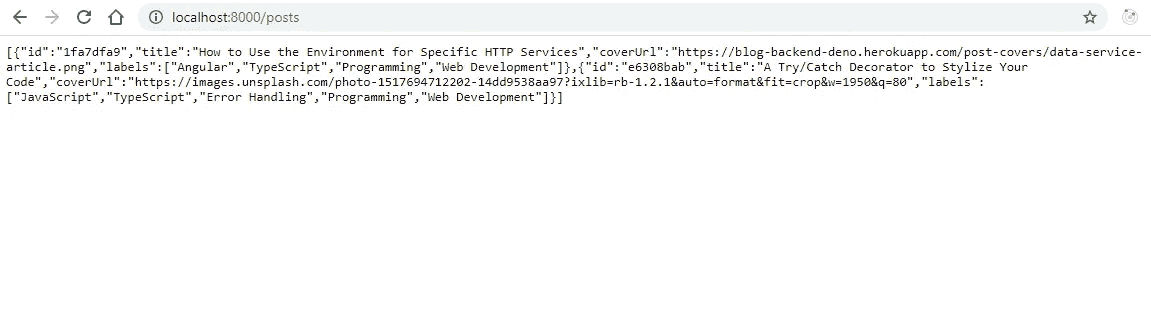 localhost:8000/posts
[{"id":"1fa7dfa9","title":"How to Use the Environment for Specific HTTP Services","coverUrl":"https://blog-backend-deno.herokuapp.com/post-covers/data-service-
article.png","labels":["Angular","TypeScript","Programming","Web Development"]},{"id":"e6308bab","title":"A Try/Catch Decorator to Stylize Your
Code","coverUrl":"https://images.unsplash.com/photo-1517694712202-14dd9538aa97?ixlib=rb-1.2.1&auto=format&fit=crop&w=1950&q=80","labels":
["JavaScript","TypeScript","Error Handling","Programming","Web Development"]}]